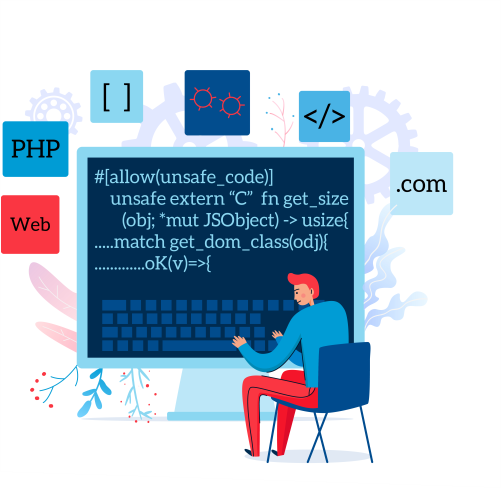 [ ]
</>
PHP
.com
Web
#[allow(unsafe_code)]
unsafe extern “C” fn get_size
(obj; *mut JSObject) -> usize{
.....match get_dom_class(odj){
.............oK(v)=>{